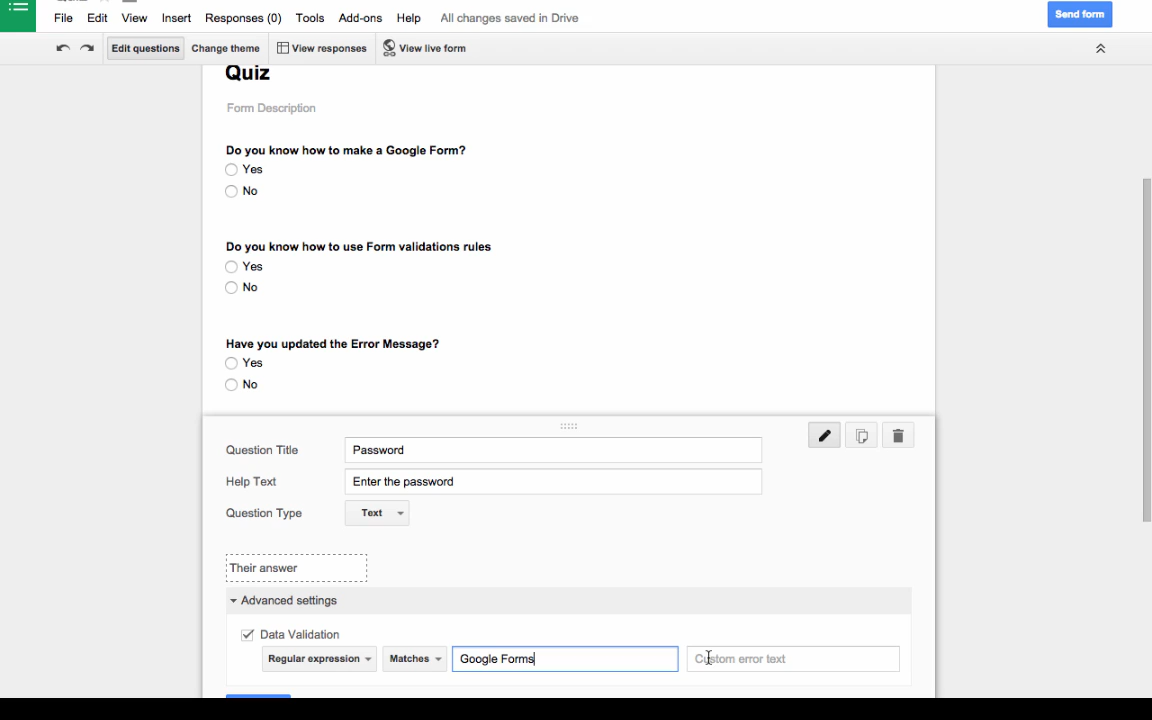 File Edit View Insert Responses (0) Tools Add-ons Help All changes saved in Drive Send form
Edit questions Change theme View responses View live form
Quiz
Form Description
Do you know how to make a Google Form?
Yes
No
Do you know how to use Form validations rules
Yes
No
Have you updated the Error Message?
Yes
No
Question Title Password
Help Text Enter the password
Question Type Text
Their answer
Advanced settings
Data Validation
Regular expression Matches Google Forms Custom error text